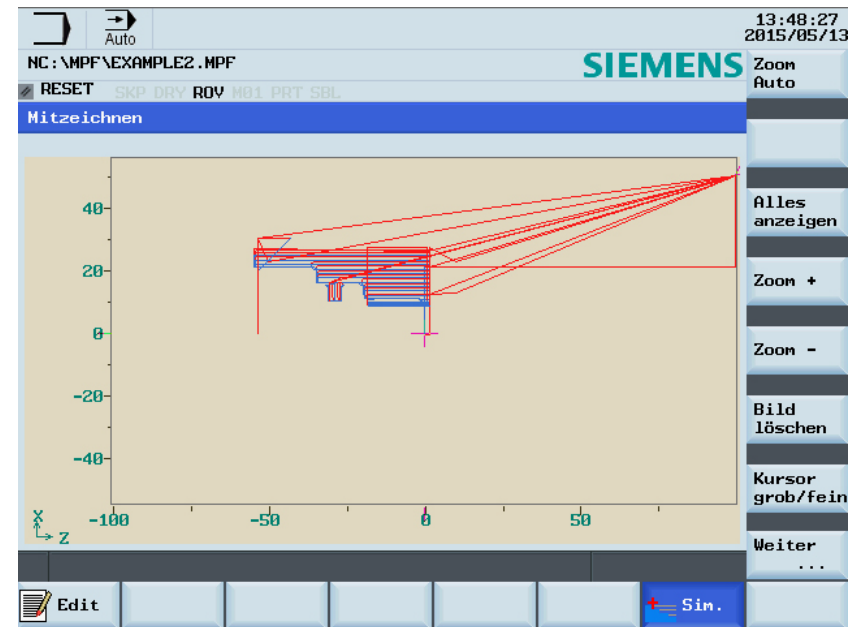 13:48:27
Auto
2015/05/13
NC:\MPF\EXAMPLE2.MPF
SIEMENS
RESET SKP DRY ROV M01 PRT SBL
Mitzeichnen
Zoom
Auto
Alles
anzeigen
Zoom +
Zoom -
Bild
löschen
Kursor
grob/fein
Weiter
...
40
20
0
-20
-40
-100 -50 0 50
X
Z
Edit
Sim.